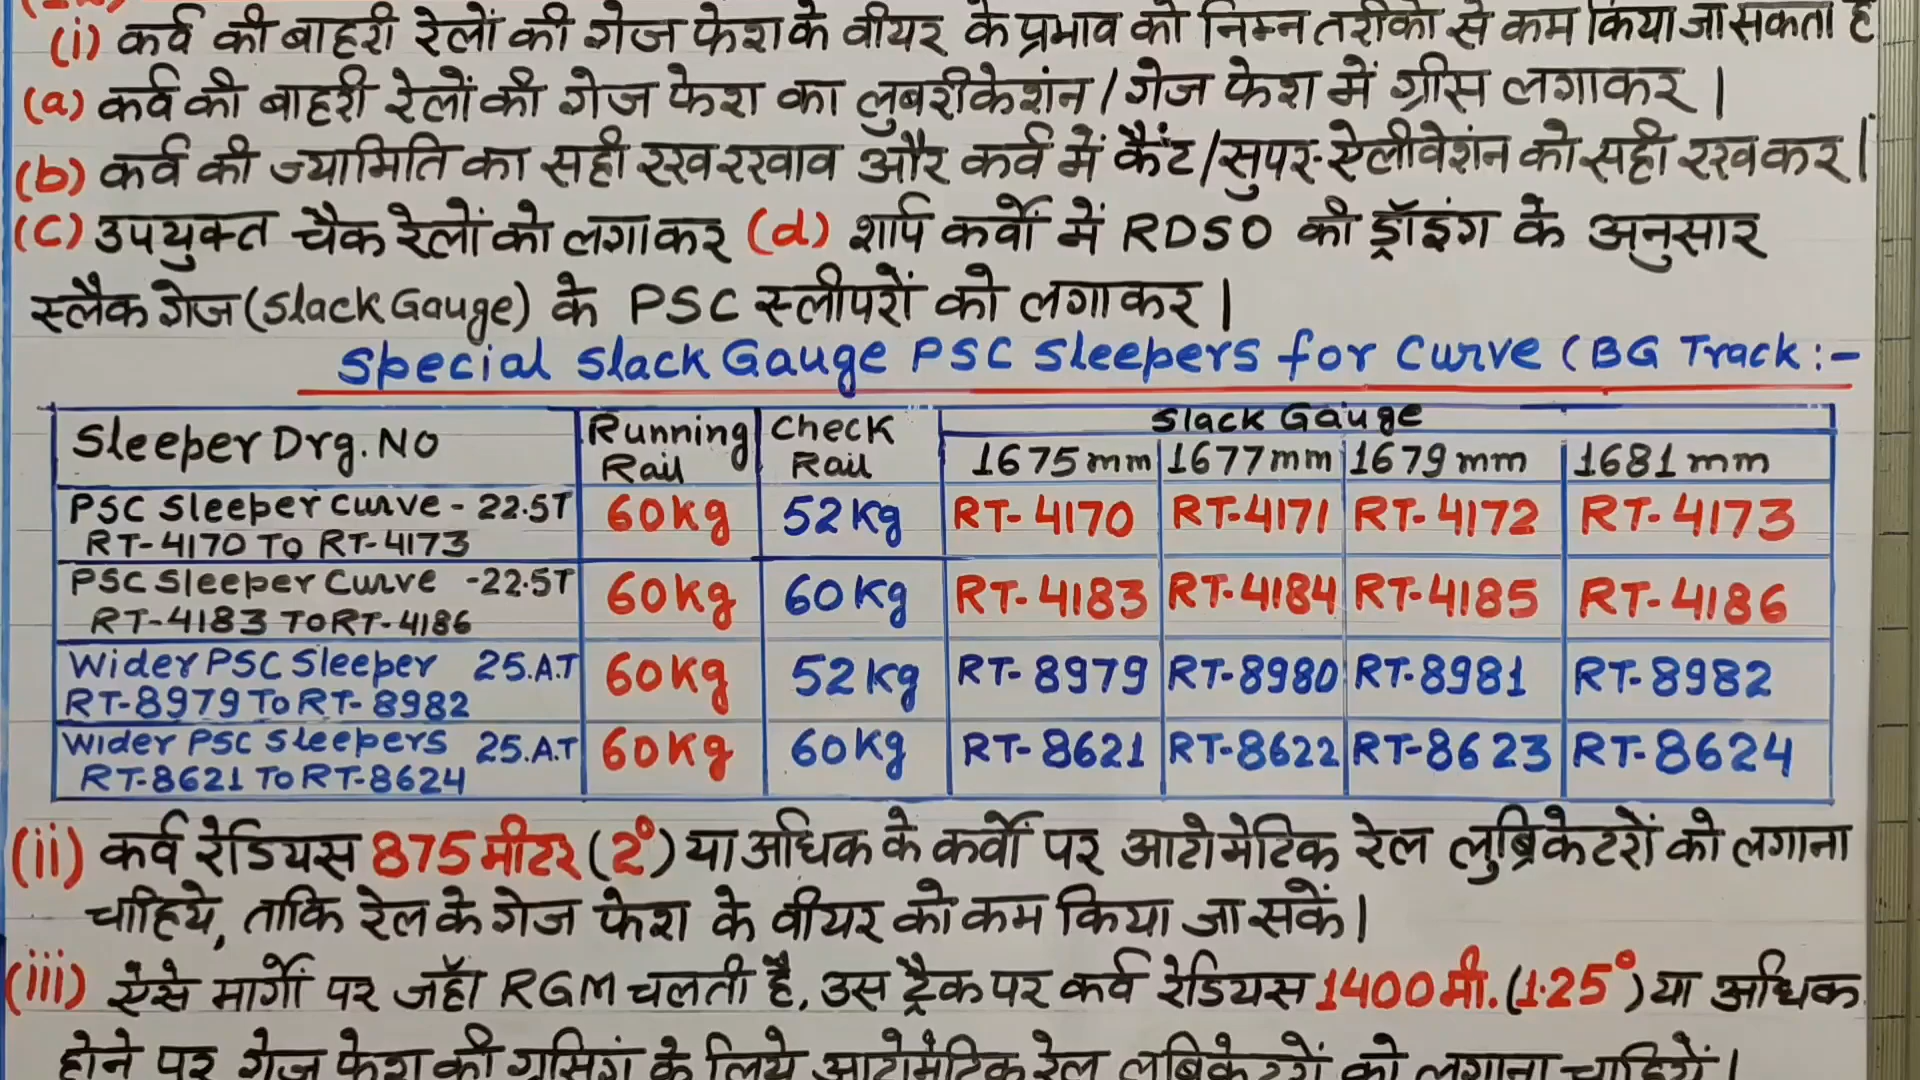 (i) कर्व की बाहरी रेलों की गेज फेश के वीयर के प्रभाव को निम्न तरीको से कम किया जा सकता है
(a) कर्व की बाहरी रेलों की गेज फेश का लुबरीकेशंन / गेज फेश में ग्रीस लगाकर |
(b) कर्व की ज्यामिति का सही रखरखाव और कर्व में कैंट / सुपर-ऐलीवेशंन को सही रखकर |
(C) उपयुक्त चैक रेलों को लगाकर (d) शार्प कर्वों में RDSO की ड्रॉइंग के अनुसार
स्लैक गेज (Slack Gauge) के PSC स्लीपरों को लगाकर |
Special Slack Gauge PSC Sleepers for Curve (BG Track :-
Sleeper Drg. No Running Rail Check Rail Slack Gauge
1675 mm 1677 mm 1679 mm 1681 mm
PSC Sleeper Curve - 22.5T RT-4170 TO RT-4173 60kg 52Kg RT-4170 RT-4171 RT-4172 RT-4173
PSC Sleeper Curve -22.5T RT-4183 TO RT-4186 60kg 60Kg RT-4183 RT-4184 RT-4185 RT-4186
Wider PSC Sleeper 25.A.T RT-8979 To RT-8982 60kg 52kg RT-8979 RT-8980 RT-8981 RT-8982
Wider PSC Sleepers 25.A.T RT-8621 To RT-8624 60kg 60kg RT-8621 RT-8622 RT-8623 RT-8624
(ii) कर्व रेडियस 875 मीटर (2°) या अधिक के कर्वों पर आटोमेटिक रेल लुब्रिकेटरों को लगाना
चाहिये, ताकि रेल के गेज फेश के वीयर को कम किया जा सकें |
(iii) ऐसे मार्गों पर जहाँ RGM चलती है, उस ट्रैक पर कर्व रेडियस 1400 मी. (1.25°) या अधिक
होने पर गेज फेश की ग्रसिंग के लिये आटोमेटिक रेल लुब्रिकेटरों को लगाना चाहियें |